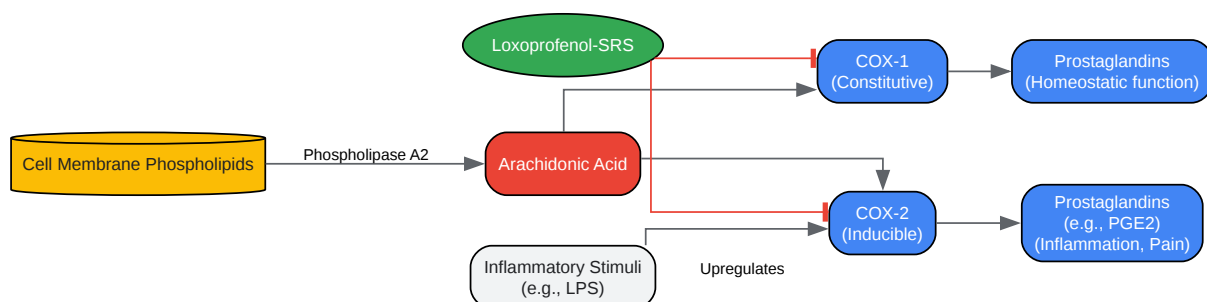 Loxoprofenol-SRS
COX-1
(Constitutive)
Prostaglandins
(Homeostatic function)
Cell Membrane Phospholipids
Phospholipase A2
Arachidonic Acid
COX-2
(Inducible)
Prostaglandins
(e.g., PGE2)
(Inflammation, Pain)
Inflammatory Stimuli
(e.g., LPS)
Upregulates